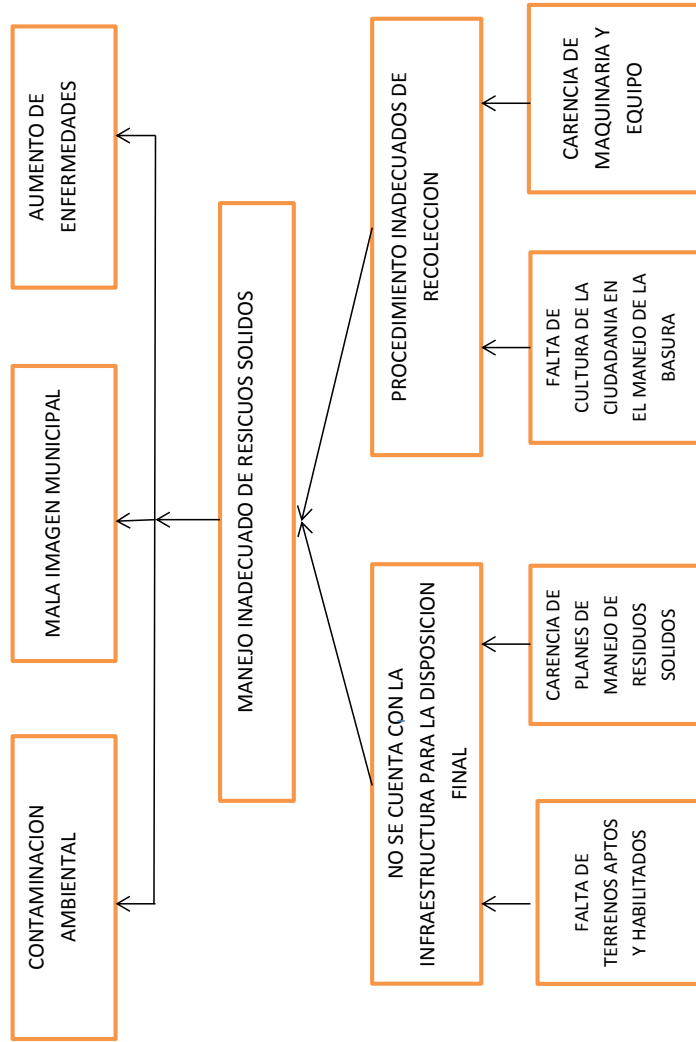 CONTAMINACION
AMBIENTAL
MALA IMAGEN MUNICIPAL
AUMENTO DE
ENFERMEDADES
MANEJO INADECUADO DE RESICUOS SOLIDOS
NO SE CUENTA CON LA
INFRAESTRUCTURA PARA LA DISPOSICION
FINAL
PROCEDIMIENTO INADECUADOS DE
RECOLECCION
FALTA DE
TERRENOS APTOS
Y HABILITADOS
CARENCIA DE
PLANES DE
MANEJO DE
RESIDUOS
SOLIDOS
FALTA DE
CULTURA DE LA
CIUDADANIA EN
EL MANEJO DE LA
BASURA
CARENCIA DE
MAQUINARIA Y
EQUIPO